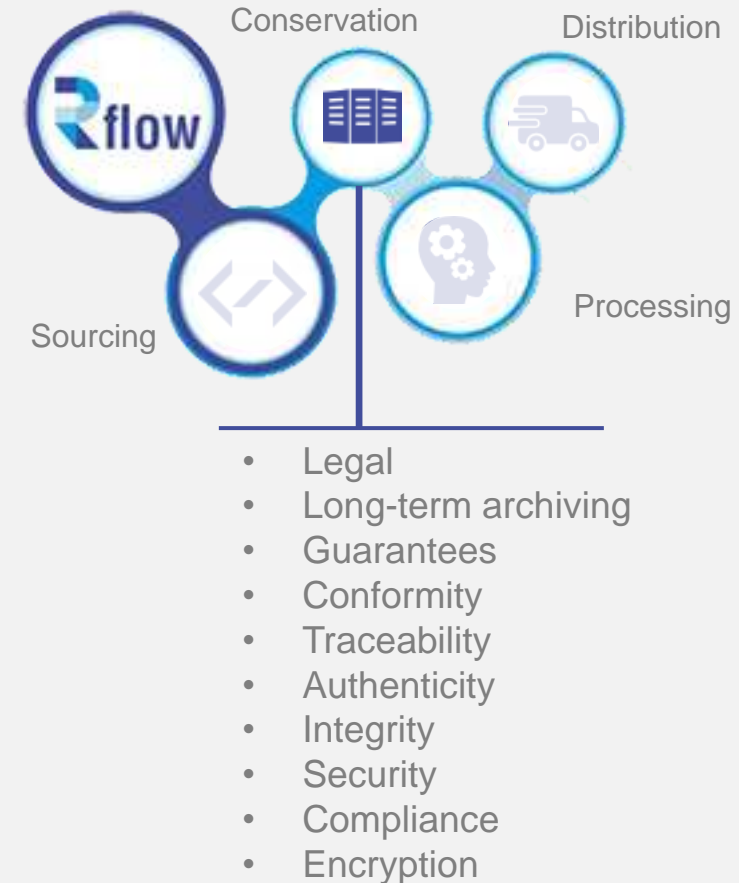 Conservation
Distribution
Rflow
Sourcing
Processing
• Legal
• Long-term archiving
• Guarantees
• Conformity
• Traceability
• Authenticity
• Integrity
• Security
• Compliance
• Encryption